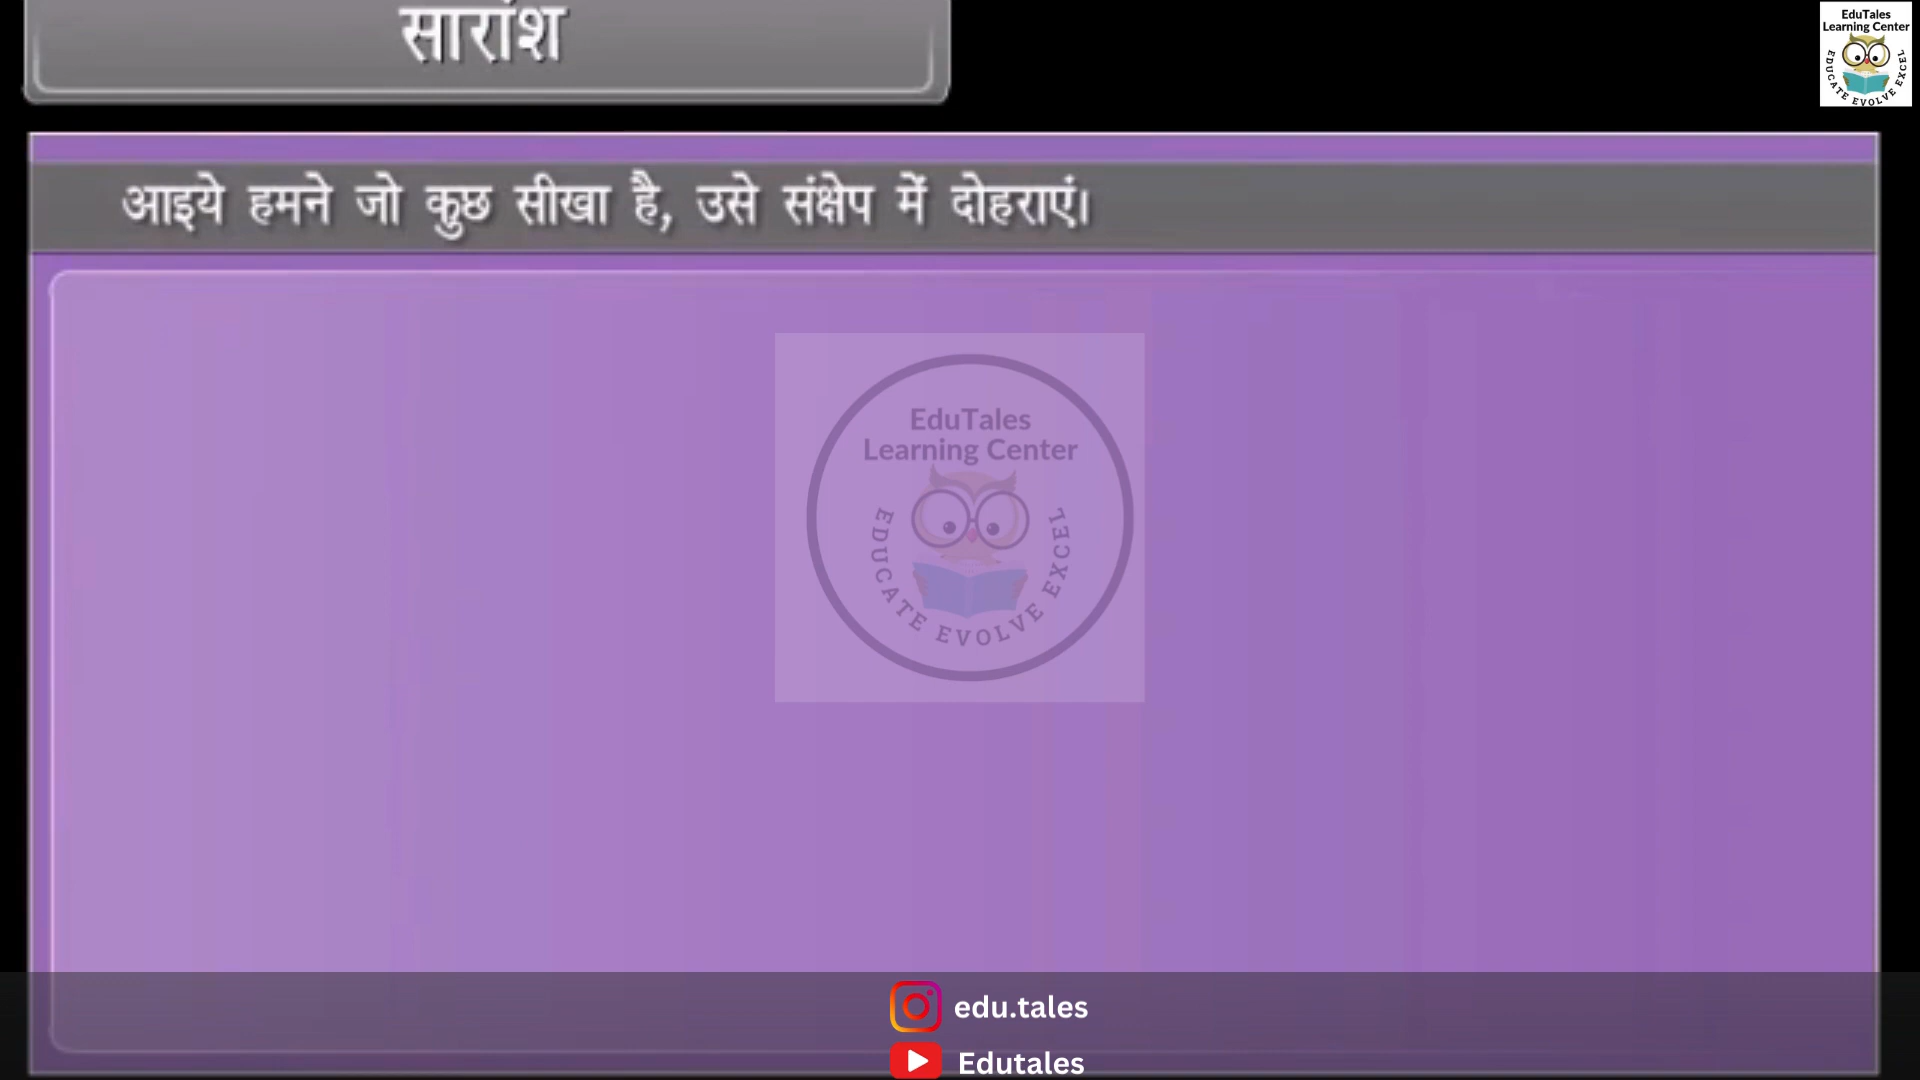 सारांश
EduTales
Learning Center
EDUCATE EVOLVE EXCEL
आइये हमने जो कुछ सीखा है, उसे संक्षेप में दोहराएं।
EduTales
Learning Center
EDUCATE EVOLVE EXCEL
edu.tales
Edutales